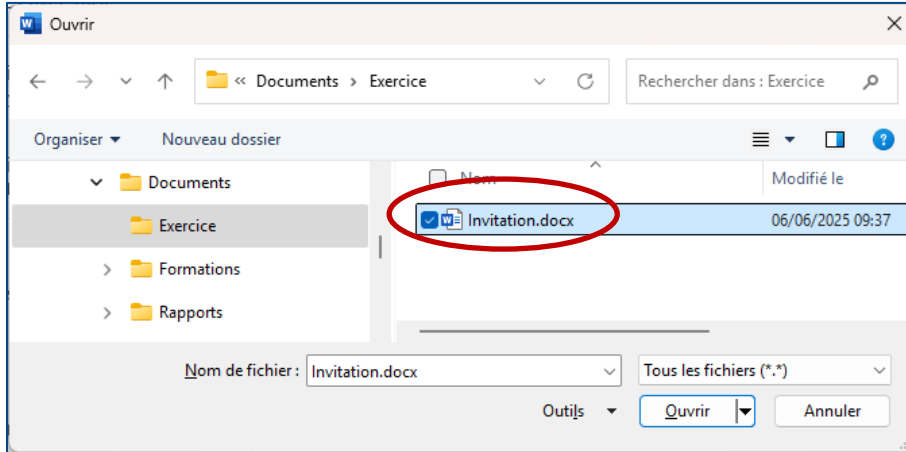 Ouvrir
« Documents > Exercice
Rechercher dans : Exercice
Organiser
Nouveau dossier
Documents
Exercice
Formations
Rapports
Nom
Modifié le
Invitation.docx
06/06/2025 09:37
Nom de fichier : Invitation.docx
Tous les fichiers (*.*)
Outils
Ouvrir
Annuler